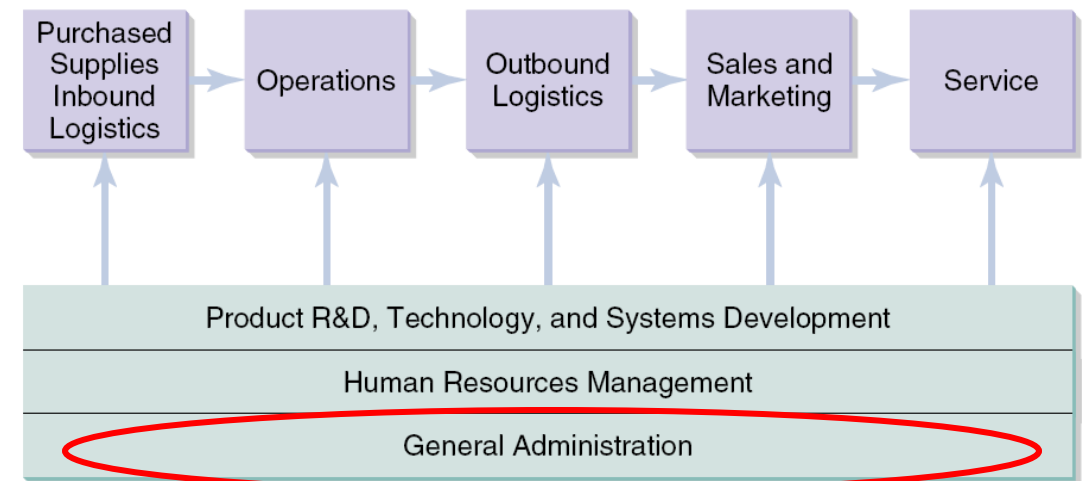 Purchased
Supplies
Inbound
Logistics
Operations
Outbound
Logistics
Sales and
Marketing
Service
Product R&D, Technology, and Systems Development
Human Resources Management
General Administration